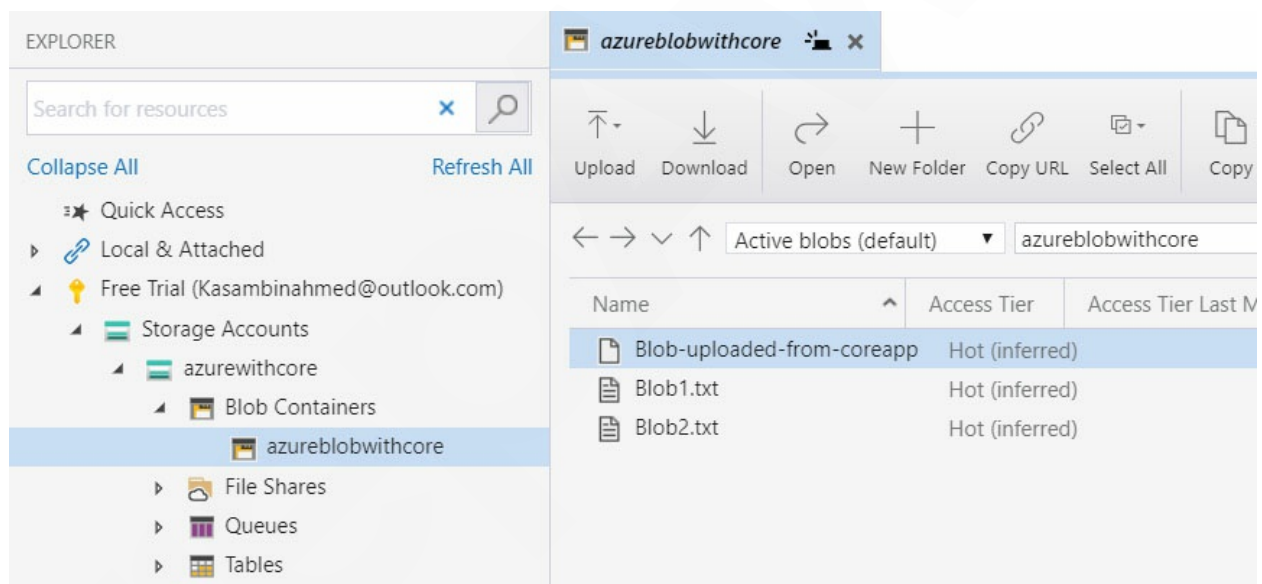 EXPLORER
Search for resources
Collapse All Refresh All
Quick Access
Local & Attached
Free Trial (Kasambinahmed@outlook.com)
Storage Accounts
azurewithcore
Blob Containers
azureblobwithcore
File Shares
Queues
Tables
azureblobwithcore
Upload Download Open New Folder Copy URL Select All Copy
Active blobs (default) azureblobwithcore
Name Access Tier Access Tier Last M
Blob-uploaded-from-coreapp Hot (inferred)
Blob1.txt Hot (inferred)
Blob2.txt Hot (inferred)